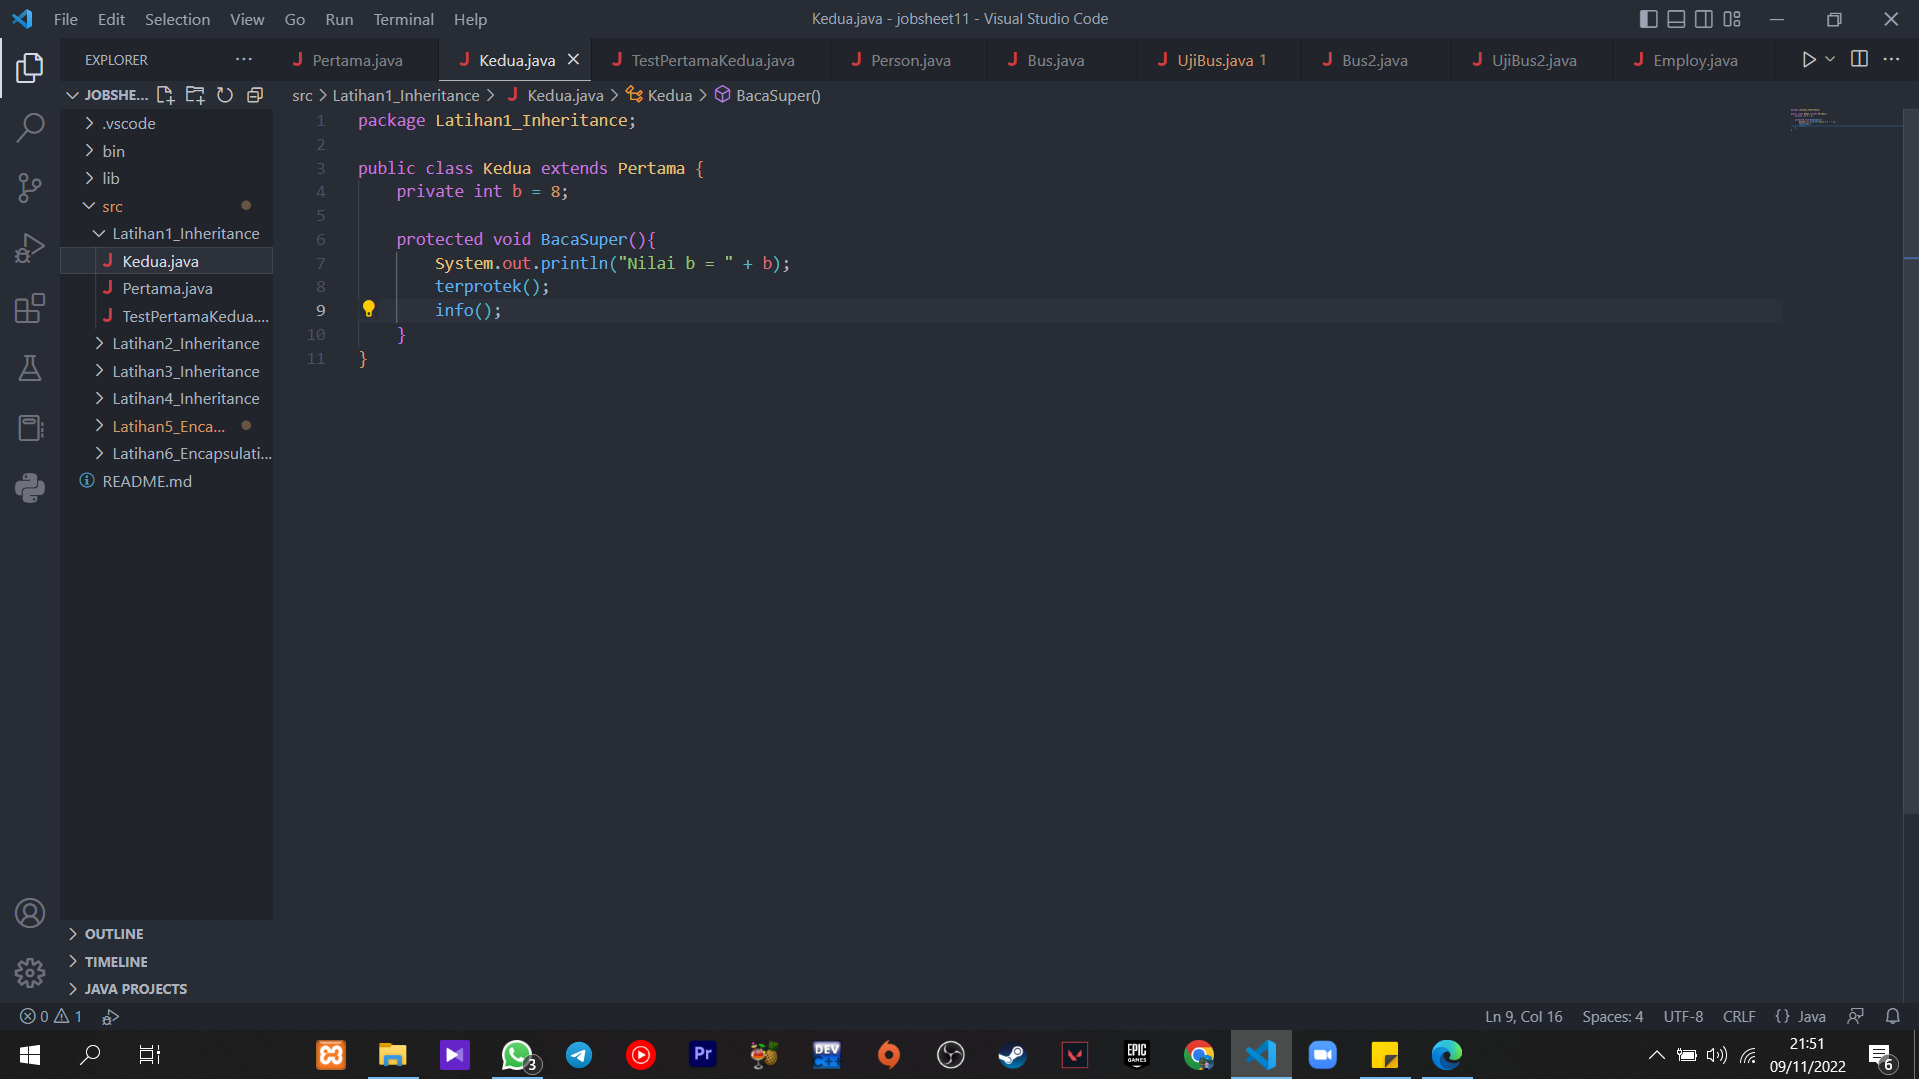 File Edit Selection View Go Run Terminal Help
Kedua.java - jobsheet11 - Visual Studio Code
EXPLORER
Pertama.java
Kedua.java
TestPertamaKedua.java
Person.java
Bus.java
UjiBus.java 1
Bus2.java
UjiBus2.java
Employ.java
JOBSHE...
src > Latihan1_Inheritance > Kedua.java > Kedua > BacaSuper()
.vscode
bin
lib
src
Latihan1_Inheritance
Kedua.java
Pertama.java
TestPertamaKedua....
Latihan2_Inheritance
Latihan3_Inheritance
Latihan4_Inheritance
Latihan5_Enca...
Latihan6_Encapsulati...
README.md
1 package Latihan1_Inheritance;
2
3 public class Kedua extends Pertama {
4 private int b = 8;
5
6 protected void BacaSuper(){
7 System.out.println("Nilai b = " + b);
8 terprotek();
9 info();
10 }
11 }
OUTLINE
TIMELINE
JAVA PROJECTS
0 1
Ln 9, Col 16 Spaces: 4 UTF-8 CRLF {} Java
3
Pr
DEV C++
EPIC GAMES
21:51
09/11/2022
6